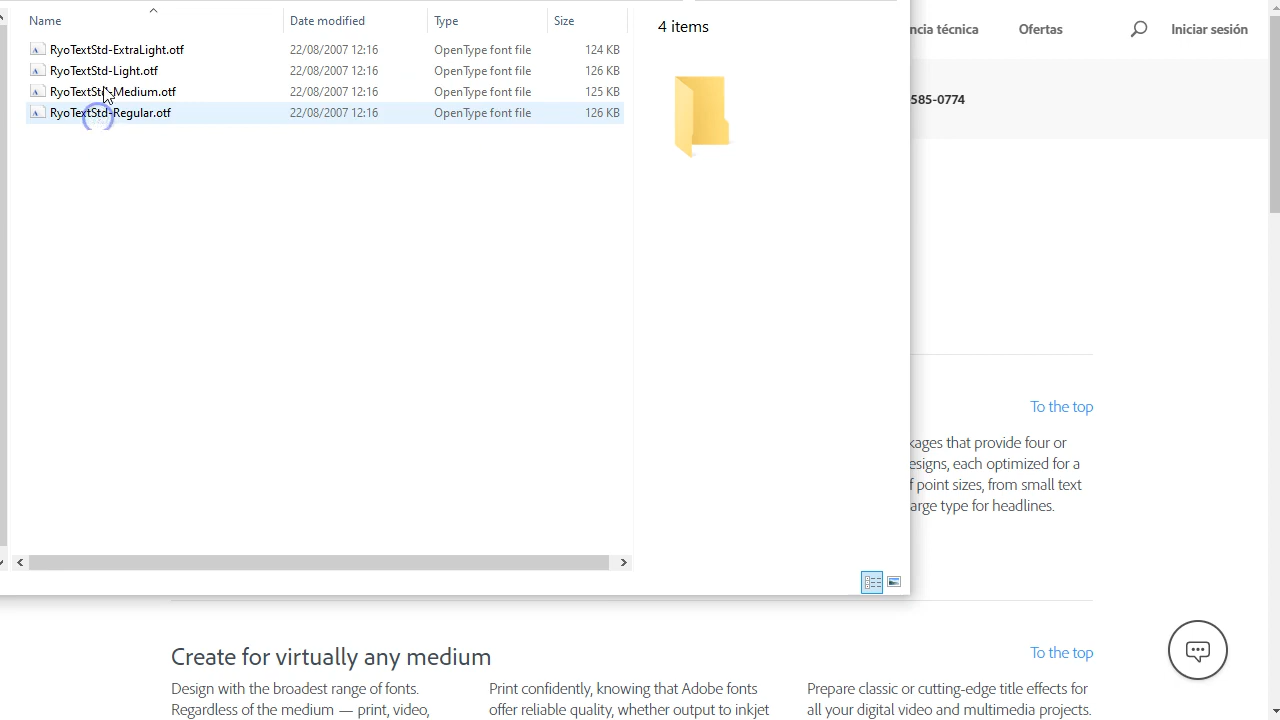 Name Date modified Type Size
RyoTextStd-ExtraLight.otf 22/08/2007 12:16 OpenType font file 124 KB
RyoTextStd-Light.otf 22/08/2007 12:16 OpenType font file 126 KB
RyoTextStd-Medium.otf 22/08/2007 12:16 OpenType font file 125 KB
RyoTextStd-Regular.otf 22/08/2007 12:16 OpenType font file 126 KB
4 items
ncia técnica Ofertas Iniciar sesión
585-0774
To the top
kages that provide four or
esigns, each optimized for a
f point sizes, from small text
arge type for headlines.
Create for virtually any medium
To the top
Design with the broadest range of fonts.
Regardless of the medium — print, video,
Print confidently, knowing that Adobe fonts
offer reliable quality, whether output to inkjet
Prepare classic or cutting-edge title effects for
all your digital video and multimedia projects.